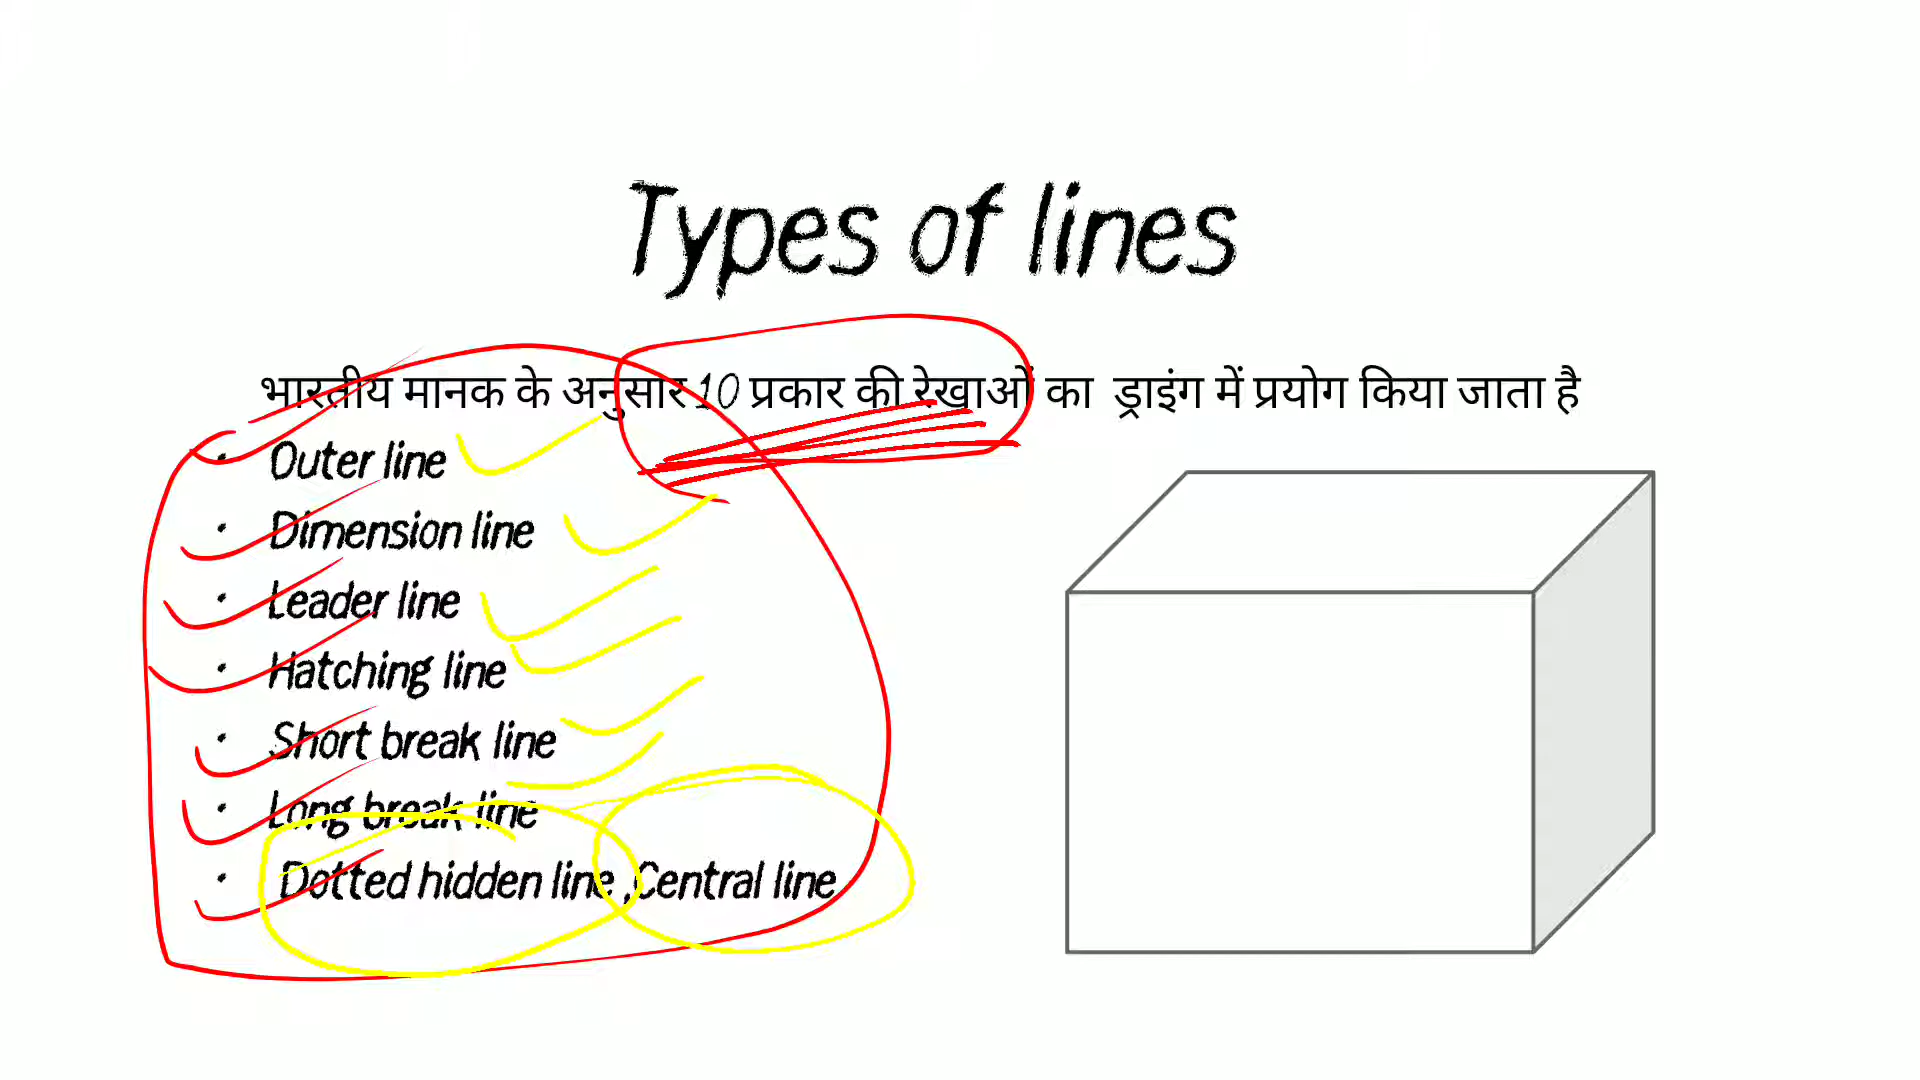 Types of lines
भारतीय मानक के अनुसार 10 प्रकार की रेखाओं का ड्राइंग में प्रयोग किया जाता है
• Outer line
• Dimension line
• Leader line
• Hatching line
• Short break line
• Long break line
• Dotted hidden line ,Central line